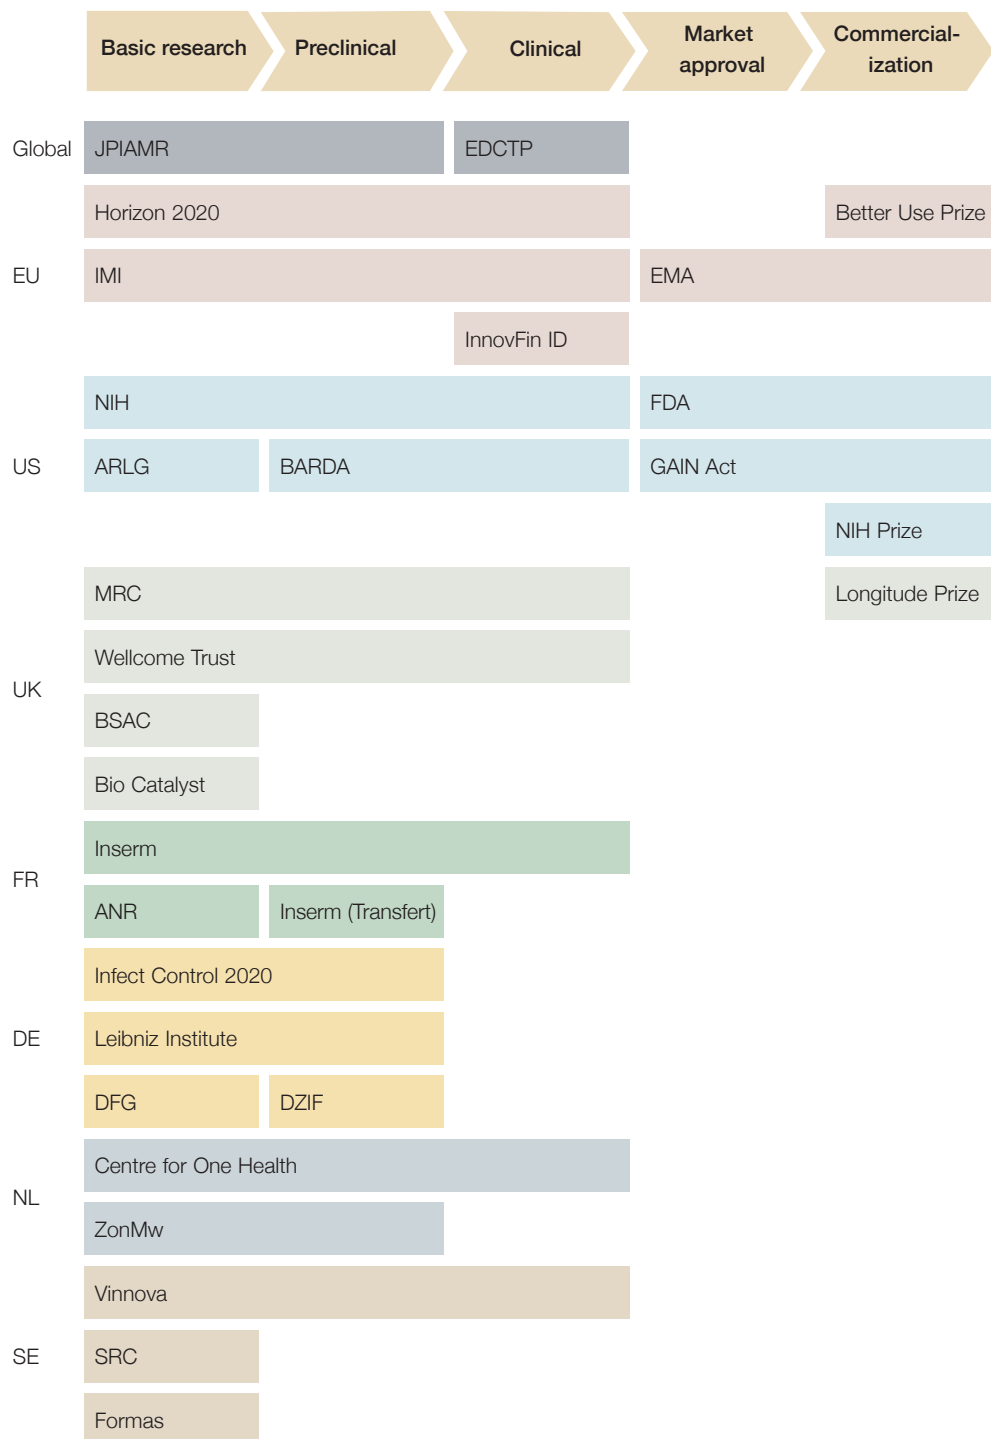 Basic research
Preclinical
Clinical
Market
approval
Commercial-
ization
Global
JPIAMR
EDCTP
Horizon 2020
Better Use Prize
EU
IMI
EMA
InnovFin ID
NIH
FDA
US
ARLG
BARDA
GAIN Act
NIH Prize
MRC
Longitude Prize
Wellcome Trust
UK
BSAC
Bio Catalyst
Inserm
FR
ANR
Inserm (Transfert)
Infect Control 2020
DE
Leibniz Institute
DFG
DZIF
Centre for One Health
NL
ZonMw
Vinnova
SE
SRC
Formas